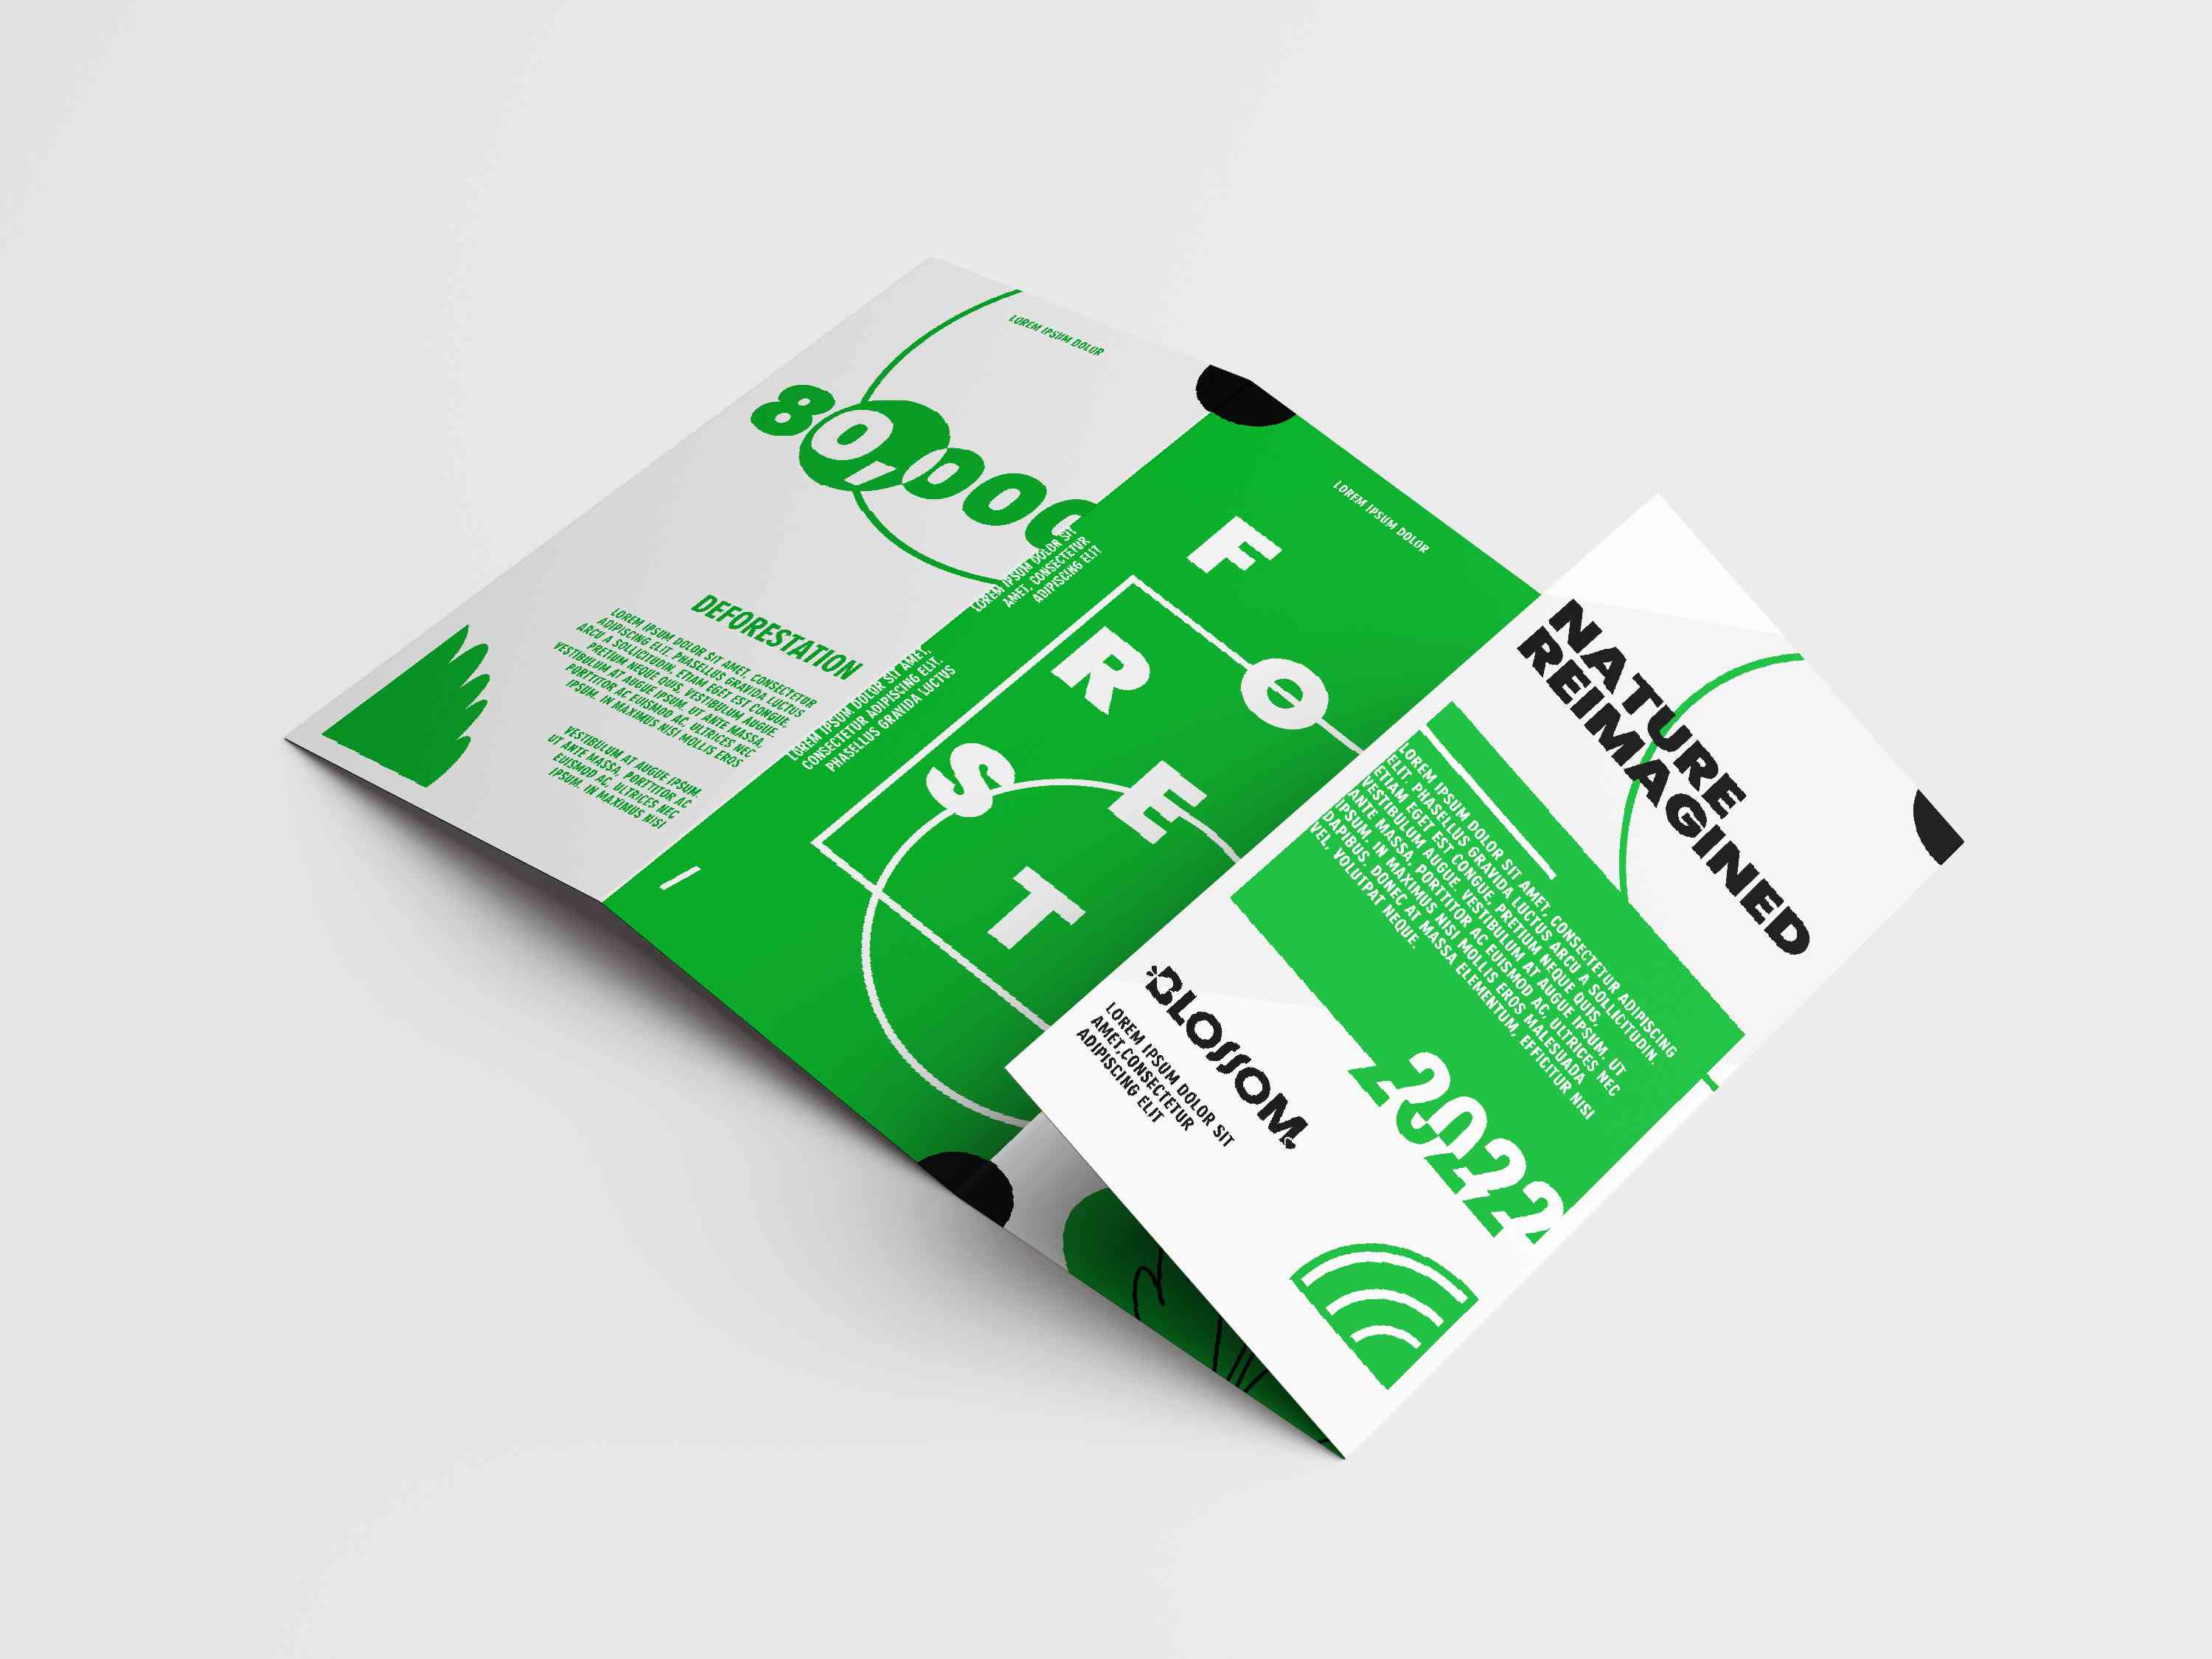 LOREM IPSUM DOLOR
80,000
DEFORESTATION
LOREM IPSUM DOLOR SIT AMET, CONSECTETUR
ADIPISCING ELIT. PHASELLUS GRAVIDA LUCTUS
ARCU A SOLLICITUDIN. ETIAM EGET EST CONGUE,
PRETIUM NEQUE QUIS, VESTIBULUM AUGUE.
VESTIBULUM AT AUGUE IPSUM. UT ANTE MASSA,
PORTTITOR AC EUISMOD AC, ULTRICES NEC
IPSUM. IN MAXIMUS NISI MOLLIS EROS
VESTIBULUM AT AUGUE IPSUM.
UT ANTE MASSA, PORTTITOR AC
EUISMOD AC, ULTRICES NEC
IPSUM. IN MAXIMUS NISI
LOREM IPSUM DOLOR SIT
AMET, CONSECTETUR
ADIPISCING ELIT
LOREM IPSUM DOLOR SIT AMET,
CONSECTETUR ADIPISCING ELIT.
PHASELLUS GRAVIDA LUCTUS
LOREM IPSUM DOLOR
F
O
R
E
S
T
NATURE
REIMAGINED
LOREM IPSUM DOLOR SIT AMET, CONSECTETUR ADIPISCING
ELIT. PHASELLUS GRAVIDA LUCTUS ARCU A SOLLICITUDIN.
ETIAM EGET EST CONGUE, PRETIUM NEQUE QUIS,
VESTIBULUM AUGUE. VESTIBULUM AT AUGUE IPSUM. UT
ANTE MASSA, PORTTITOR AC EUISMOD AC, ULTRICES NEC
IPSUM. IN MAXIMUS NISI MOLLIS EROS MALESUADA
DAPIBUS. DONEC AT MASSA ELEMENTUM, EFFICITUR NISI
VEL, VOLUTPAT NEQUE.
2022
BLOSSOM
LOREM IPSUM DOLOR SIT
AMET,CONSECTETUR
ADIPISCING ELIT